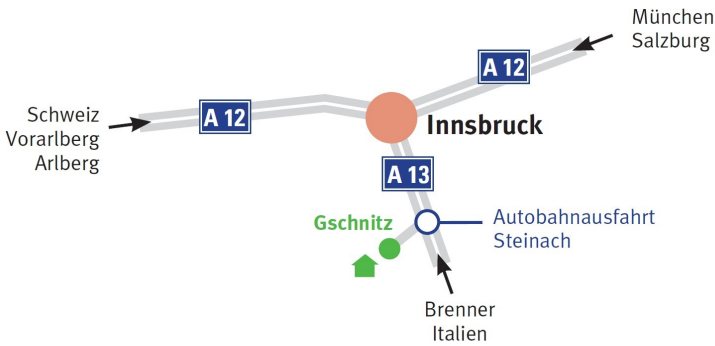 München
Salzburg
A 12
Schweiz
Vorarlberg
Arlberg
A 12
Innsbruck
A 13
Gschnitz
Autobahnausfahrt
Steinach
Brenner
Italien